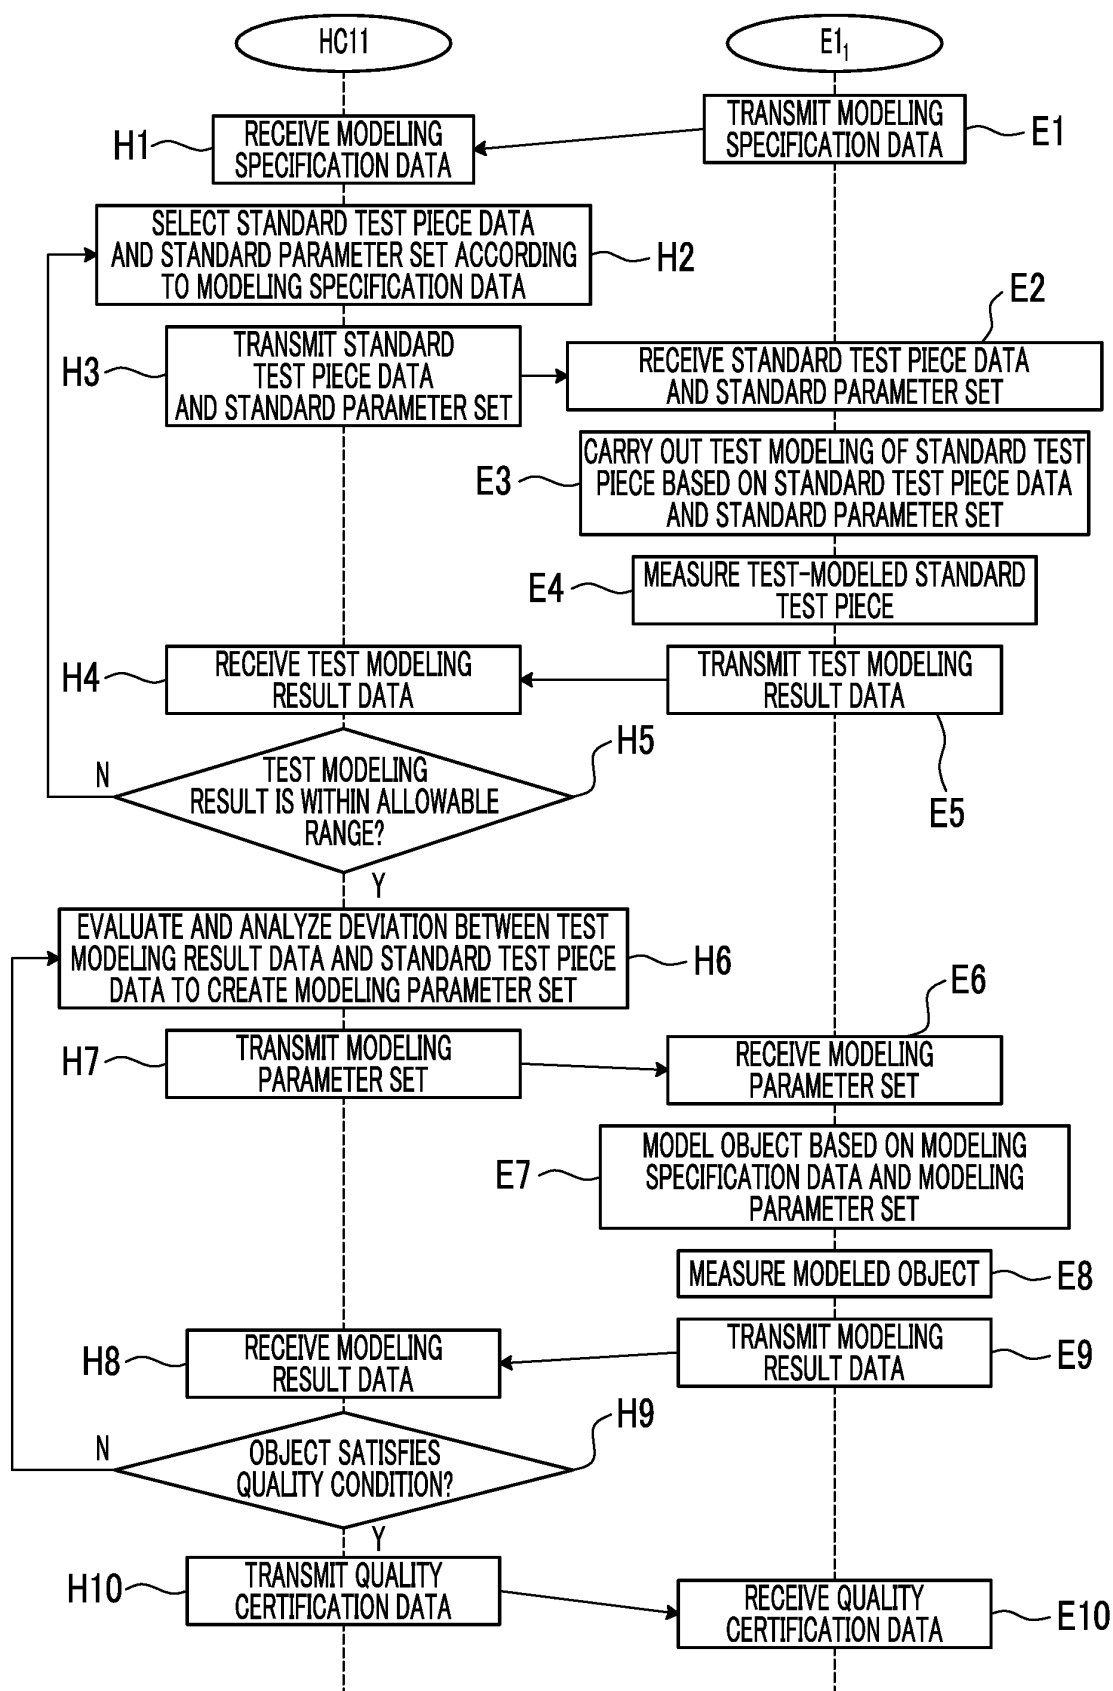 HC11
E1₁
TRANSMIT MODELING
SPECIFICATION DATA
E1
H1
RECEIVE MODELING
SPECIFICATION DATA
SELECT STANDARD TEST PIECE DATA
AND STANDARD PARAMETER SET ACCORDING
TO MODELING SPECIFICATION DATA
H2
H3
TRANSMIT STANDARD
TEST PIECE DATA
AND STANDARD PARAMETER SET
E2
RECEIVE STANDARD TEST PIECE DATA
AND STANDARD PARAMETER SET
E3
CARRY OUT TEST MODELING OF STANDARD TEST
PIECE BASED ON STANDARD TEST PIECE DATA
AND STANDARD PARAMETER SET
E4
MEASURE TEST-MODELED STANDARD
TEST PIECE
H4
RECEIVE TEST MODELING
RESULT DATA
TRANSMIT TEST MODELING
RESULT DATA
E5
H5
N
TEST MODELING
RESULT IS WITHIN ALLOWABLE
RANGE?
Y
EVALUATE AND ANALYZE DEVIATION BETWEEN TEST
MODELING RESULT DATA AND STANDARD TEST PIECE
DATA TO CREATE MODELING PARAMETER SET
H6
H7
TRANSMIT MODELING
PARAMETER SET
E6
RECEIVE MODELING
PARAMETER SET
E7
MODEL OBJECT BASED ON MODELING
SPECIFICATION DATA AND MODELING
PARAMETER SET
MEASURE MODELED OBJECT
E8
H8
RECEIVE MODELING
RESULT DATA
TRANSMIT MODELING
RESULT DATA
E9
H9
N
OBJECT SATISFIES
QUALITY CONDITION?
Y
H10
TRANSMIT QUALITY
CERTIFICATION DATA
RECEIVE QUALITY
CERTIFICATION DATA
E10